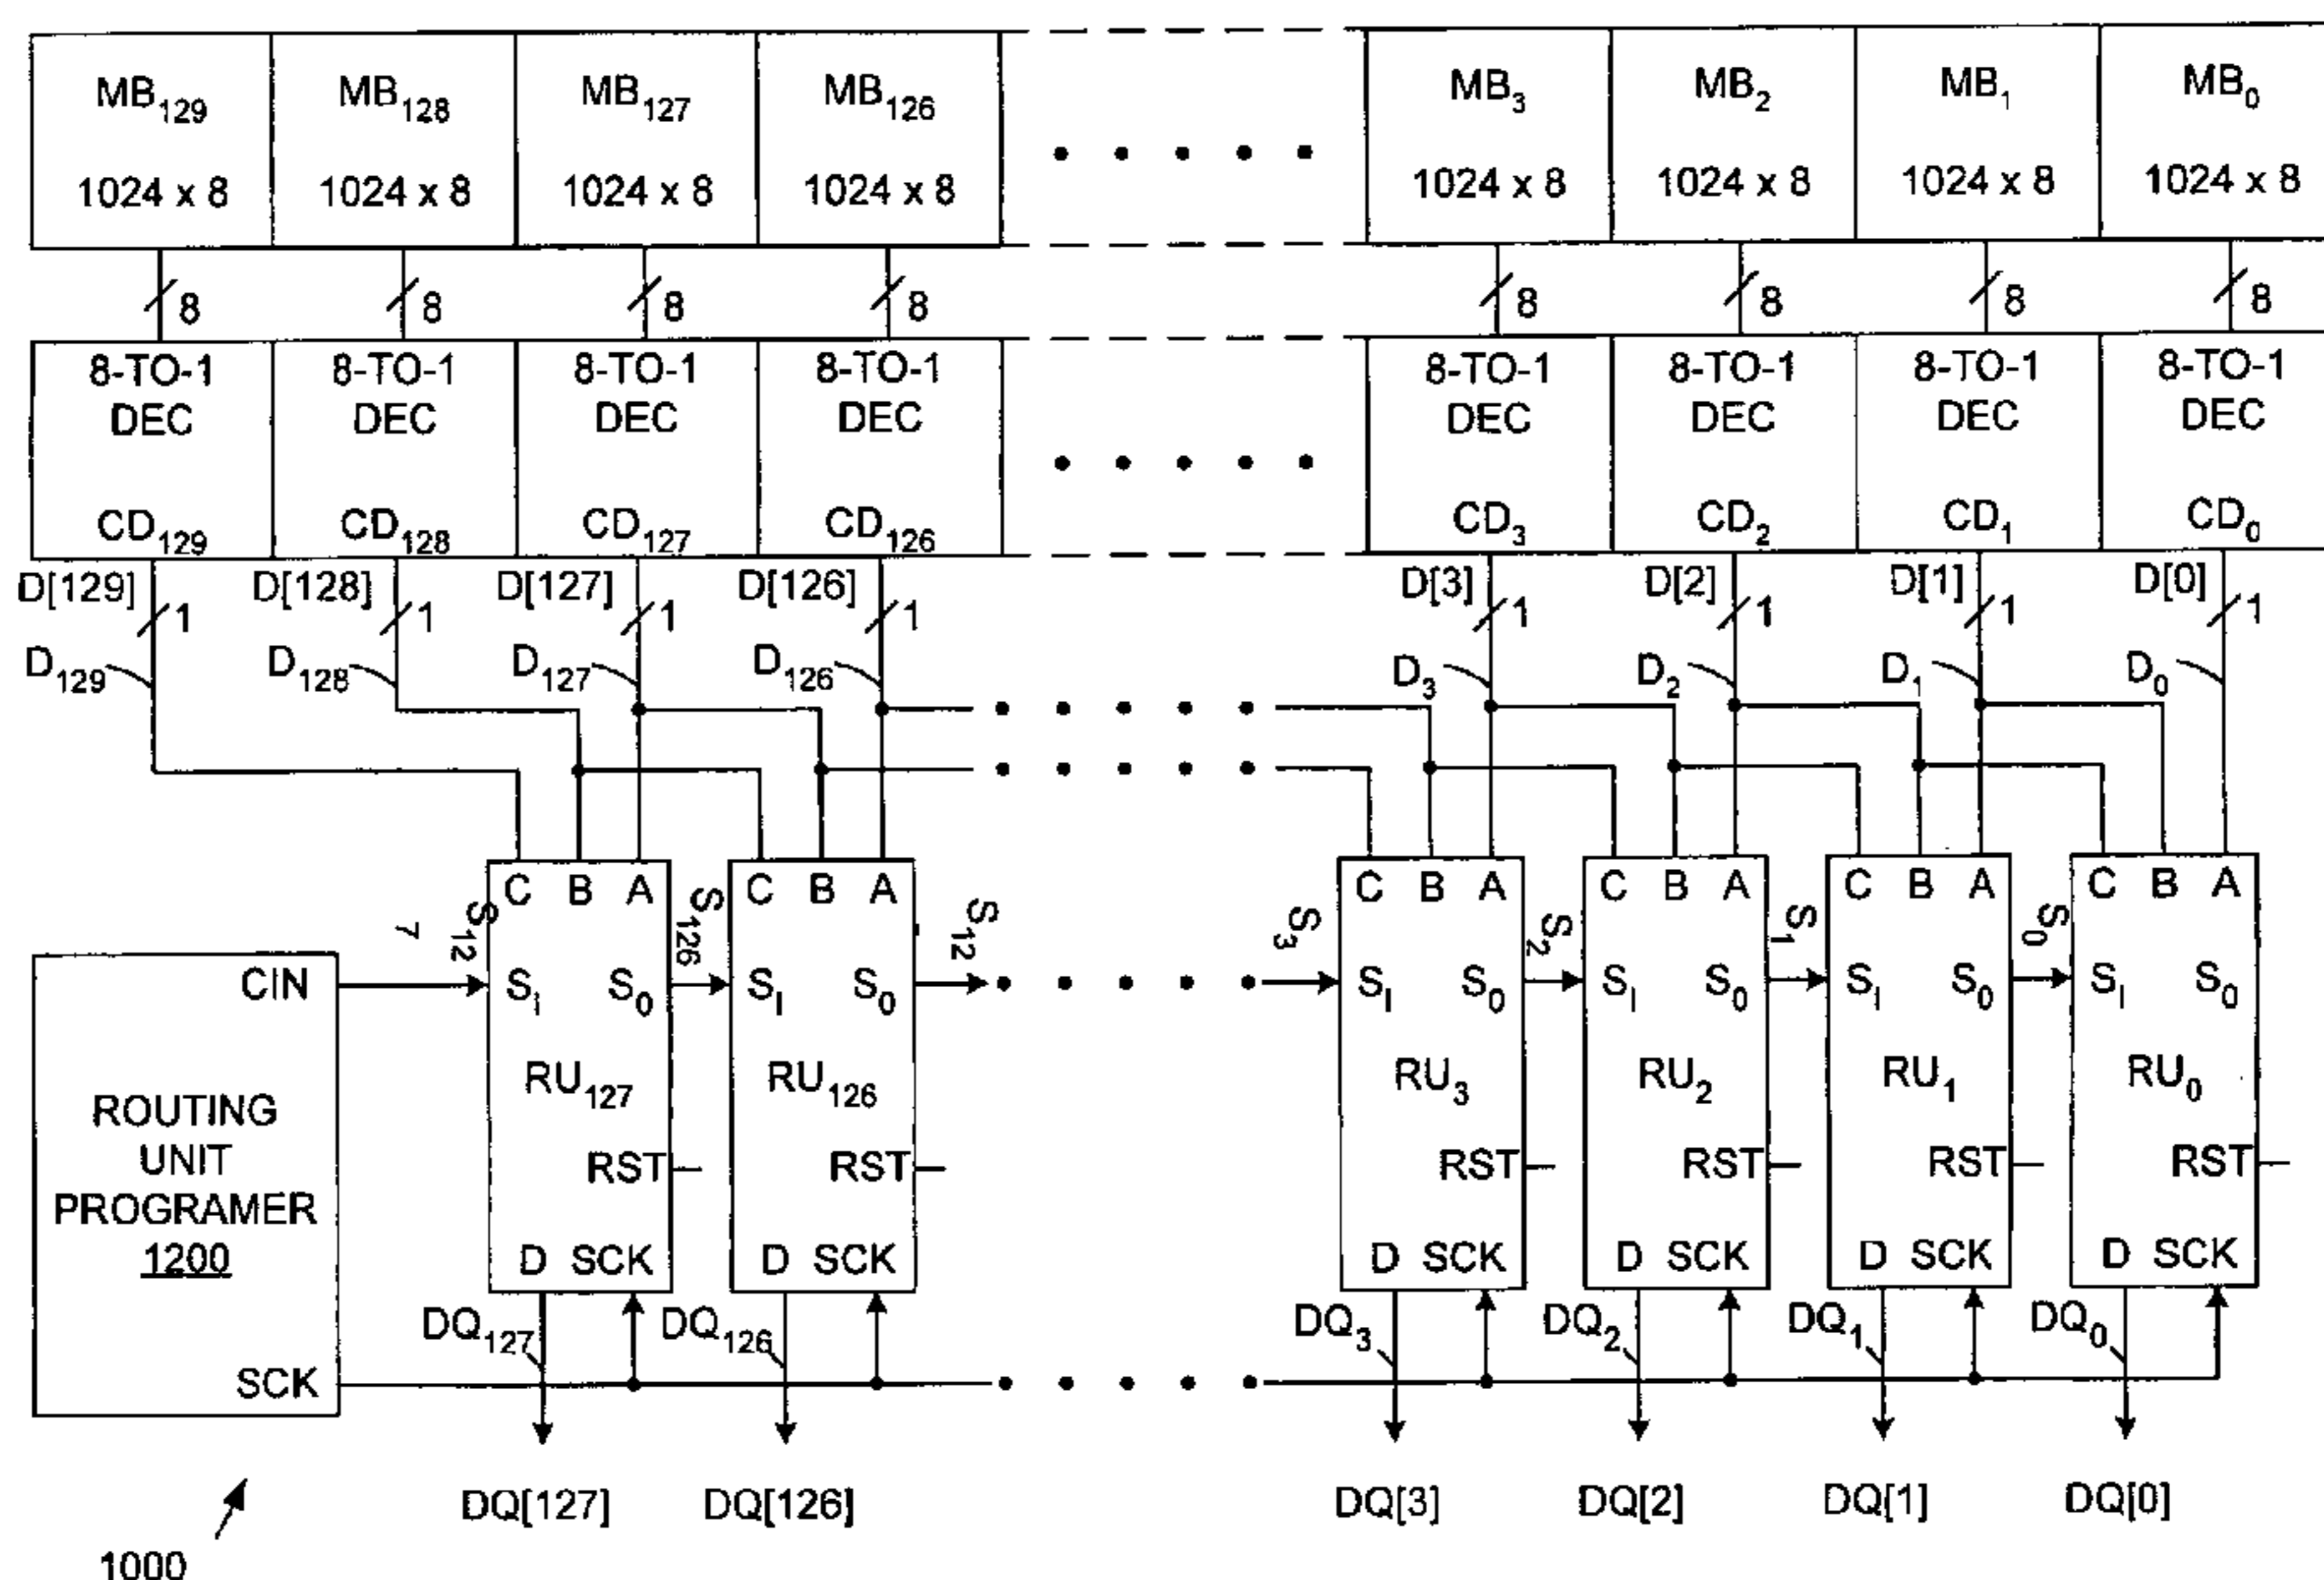 MB129 MB128 MB127 MB126 MB3 MB2 MB1 MB0
1024 x 8 1024 x 8 1024 x 8 1024 x 8 1024 x 8 1024 x 8 1024 x 8 1024 x 8
8 8 8 8 8 8 8 8
8-TO-1 8-TO-1 8-TO-1 8-TO-1 8-TO-1 8-TO-1 8-TO-1 8-TO-1
DEC DEC DEC DEC DEC DEC DEC DEC
CD129 CD128 CD127 CD126 CD3 CD2 CD1 CD0
D[129] D[128] D[127] D[126] D[3] D[2] D[1] D[0]
1 1 1 1 1 1 1 1
D129 D128 D127 D126 D3 D2 D1 D0
C B A C B A C B A C B A C B A C B A
S12 7 S126 S12 S3 S2 S1 S0
CIN SI S0 SI S0 SI S0 SI S0 SI S0 SI S0
RU127 RU126 RU3 RU2 RU1 RU0
ROUTING
UNIT
PROGRAMER
1200
RST RST RST RST RST RST
D SCK D SCK D SCK D SCK D SCK D SCK
DQ127 DQ126 DQ3 DQ2 DQ1 DQ0
SCK
DQ[127] DQ[126] DQ[3] DQ[2] DQ[1] DQ[0]
1000